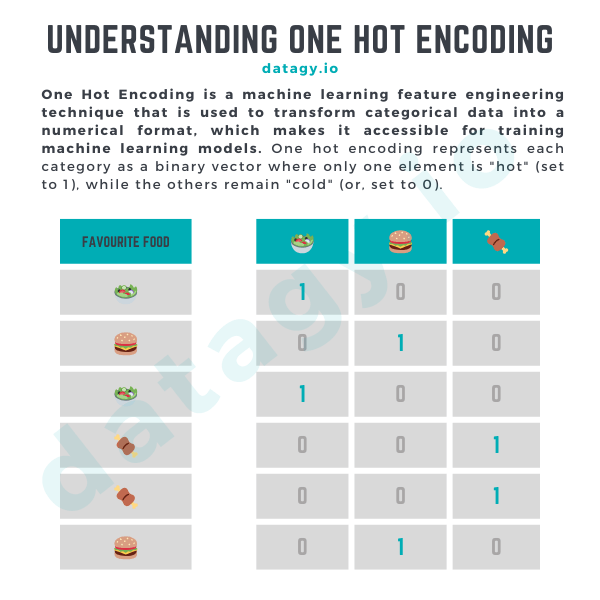 UNDERSTANDING ONE HOT ENCODING
datagy.io
One Hot Encoding is a machine learning feature engineering
technique that is used to transform categorical data into a
numerical format, which makes it accessible for training
machine learning models. One hot encoding represents each
category as a binary vector where only one element is "hot" (set
to 1), while the others remain "cold" (or, set to 0).
FAVOURITE FOOD
1 0 0
0 1 0
1 0 0
0 0 1
0 0 1
0 1 0
datagy.io